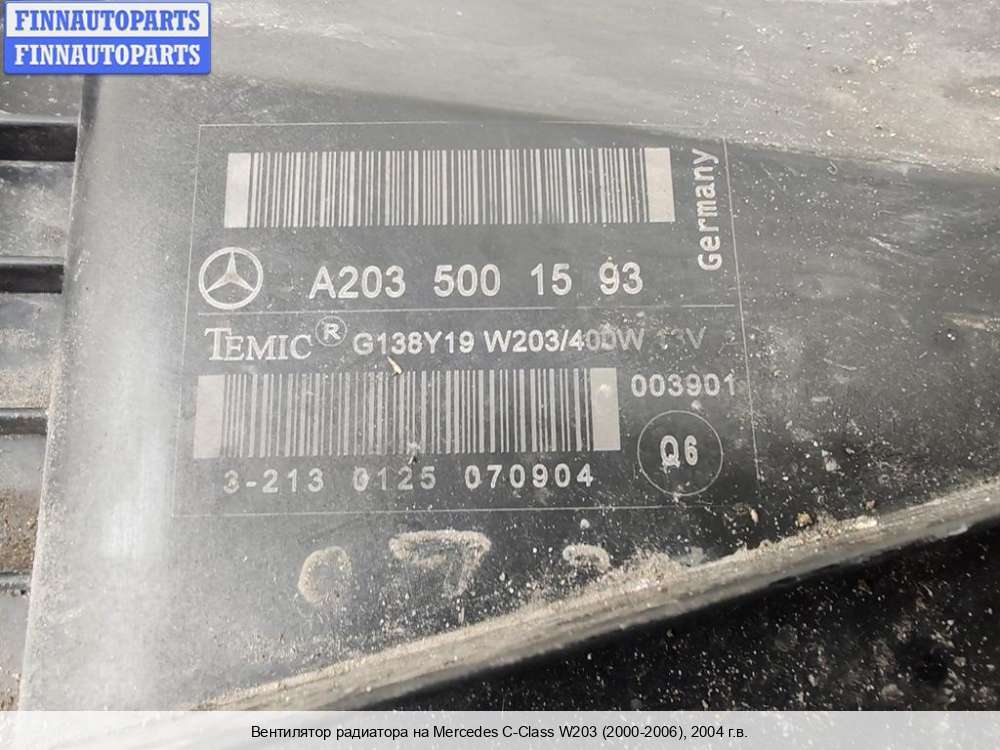 FINNAUTOPARTS
FINNAUTOPARTS
Germany
A203 500 15 93
TEMIC® G138Y19 W203/400W 13V
003901
Q6
3-213 0125 070904
Вентилятор радиатора на Mercedes C-Class W203 (2000-2006), 2004 г.в.